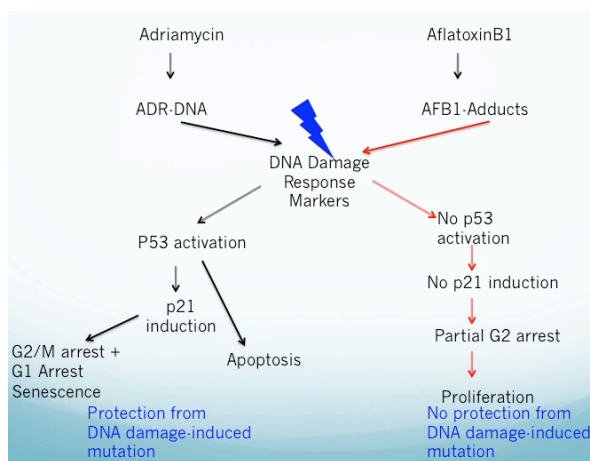 Adriamycin
AflatoxinB1
ADR-DNA
AFB1-Adducts
DNA Damage
Response
Markers
P53 activation
No p53
activation
p21
induction
No p21 induction
G2/M arrest +
G1 Arrest
Senescence
Apoptosis
Partial G2 arrest
Proliferation
Protection from
DNA damage-induced
mutation
No protection from
DNA damage-induced
mutation